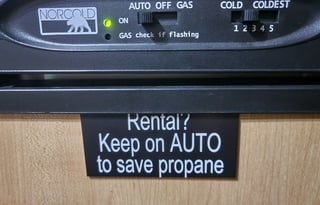 NORCOLD
AUTO OFF GAS
COLD COLDEST
ON
1 2 3 4 5
GAS check if flashing
Rental?
Keep on AUTO
to save propane